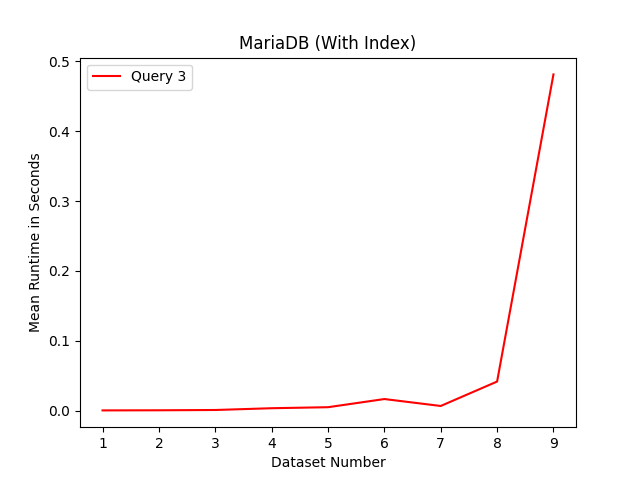 MariaDB (With Index)
Query 3
Mean Runtime in Seconds
0.5
0.4
0.3
0.2
0.1
0.0
1 2 3 4 5 6 7 8 9
Dataset Number